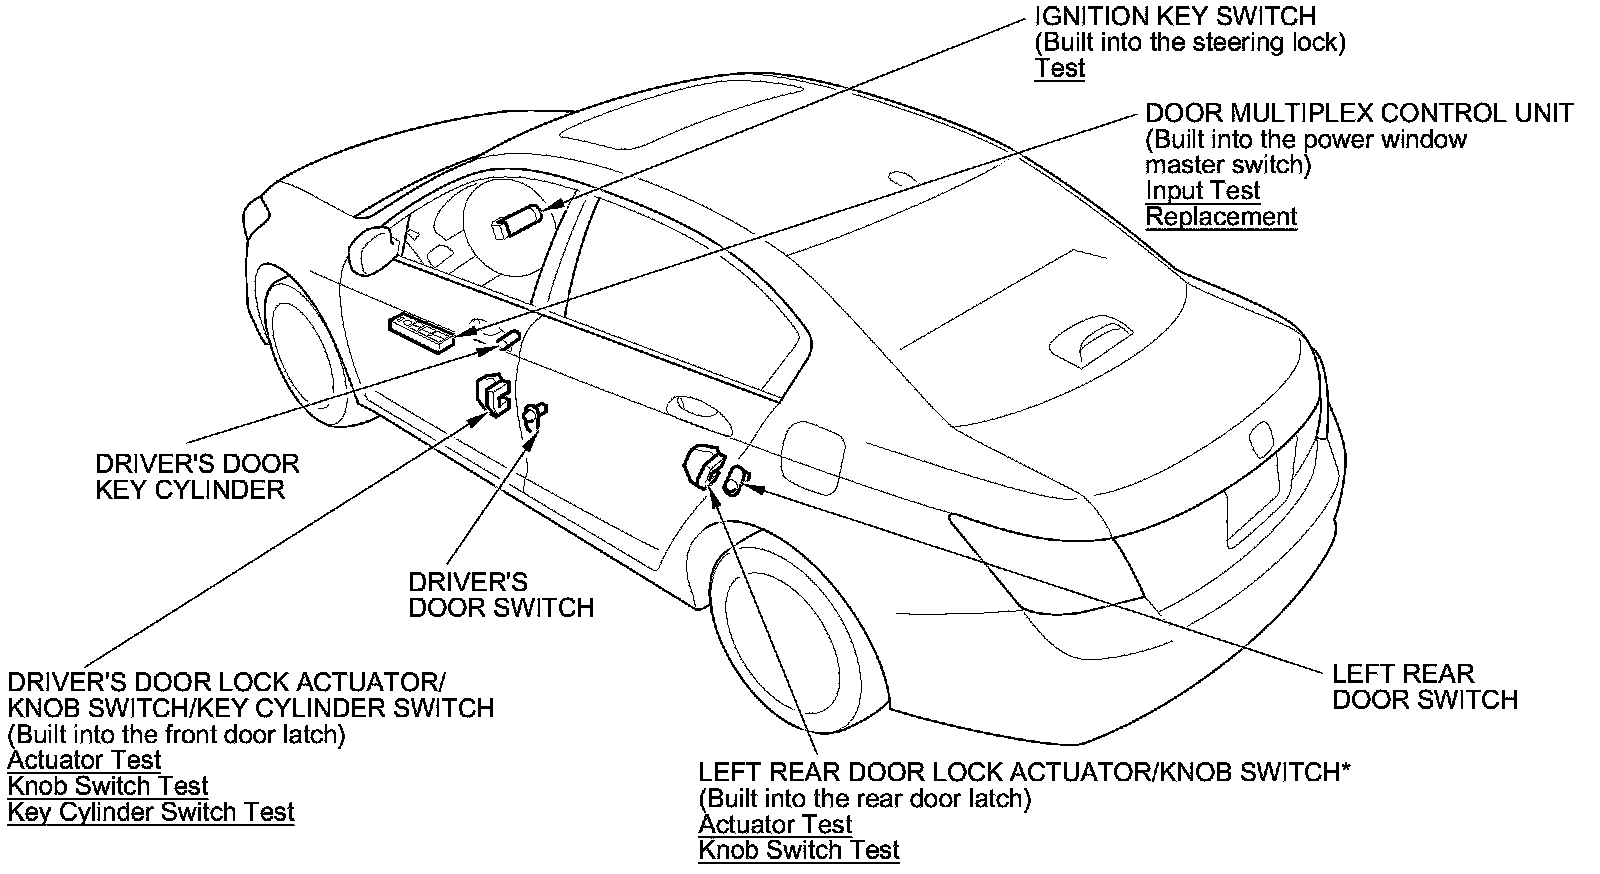 IGNITION KEY SWITCH
(Built into the steering lock)
Test
DOOR MULTIPLEX CONTROL UNIT
(Built into the power window
master switch)
Input Test
Replacement
DRIVER'S DOOR
KEY CYLINDER
DRIVER'S
DOOR SWITCH
DRIVER'S DOOR LOCK ACTUATOR/
KNOB SWITCH/KEY CYLINDER SWITCH
(Built into the front door latch)
Actuator Test
Knob Switch Test
Key Cylinder Switch Test
LEFT REAR
DOOR SWITCH
LEFT REAR DOOR LOCK ACTUATOR/KNOB SWITCH*
(Built into the rear door latch)
Actuator Test
Knob Switch Test